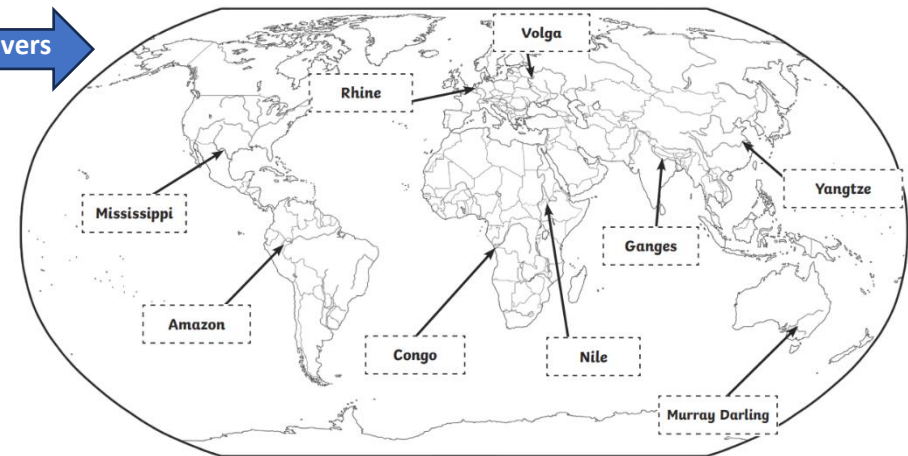 vers
Volga
Rhine
Mississippi
Yangtze
Ganges
Amazon
Congo
Nile
Murray Darling